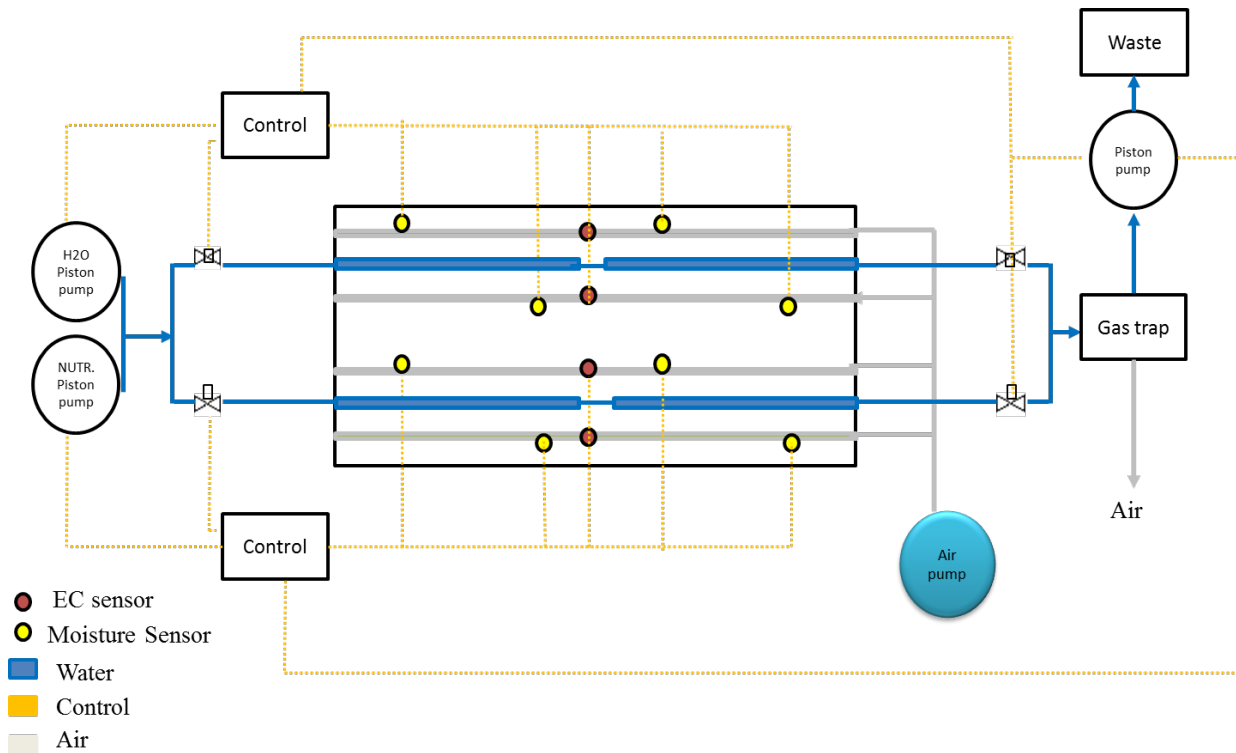 Waste
Control
Piston
pump
H2O
Piston
pump
NUTR.
Piston
pump
Gas trap
Air
Control
Air
pump
EC sensor
Moisture Sensor
Water
Control
Air